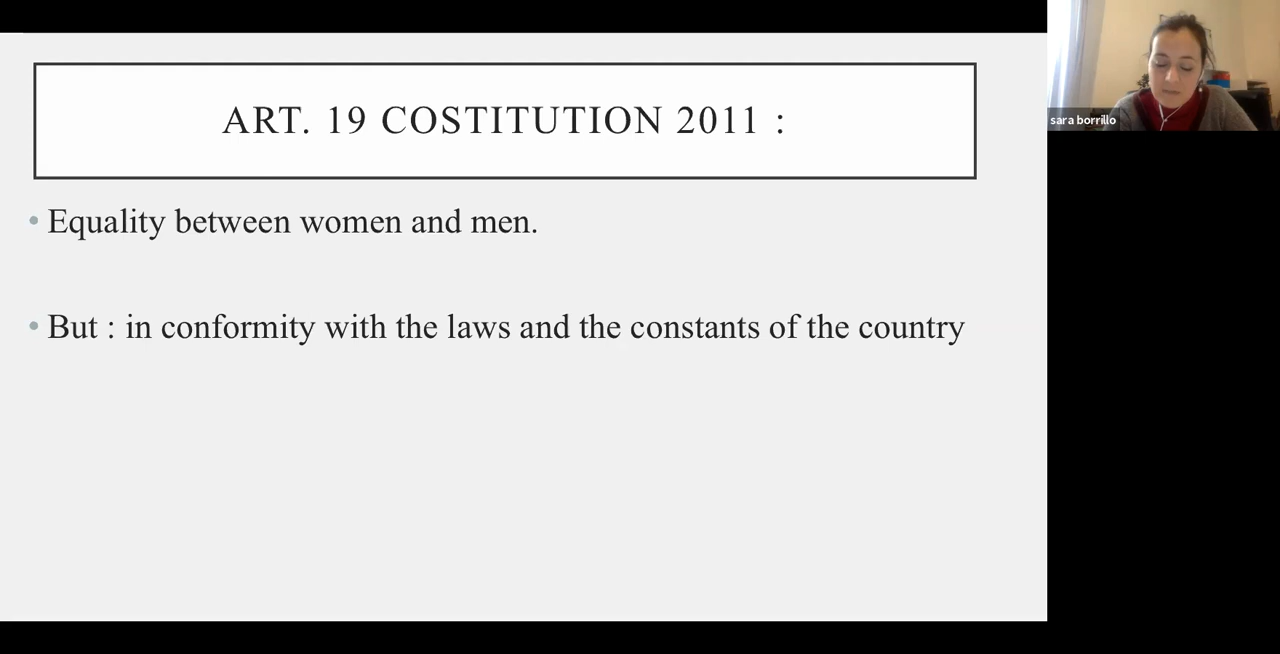 ART. 19 COSTITUTION 2011 :
• Equality between women and men.
• But : in conformity with the laws and the constants of the country
sara borrillo